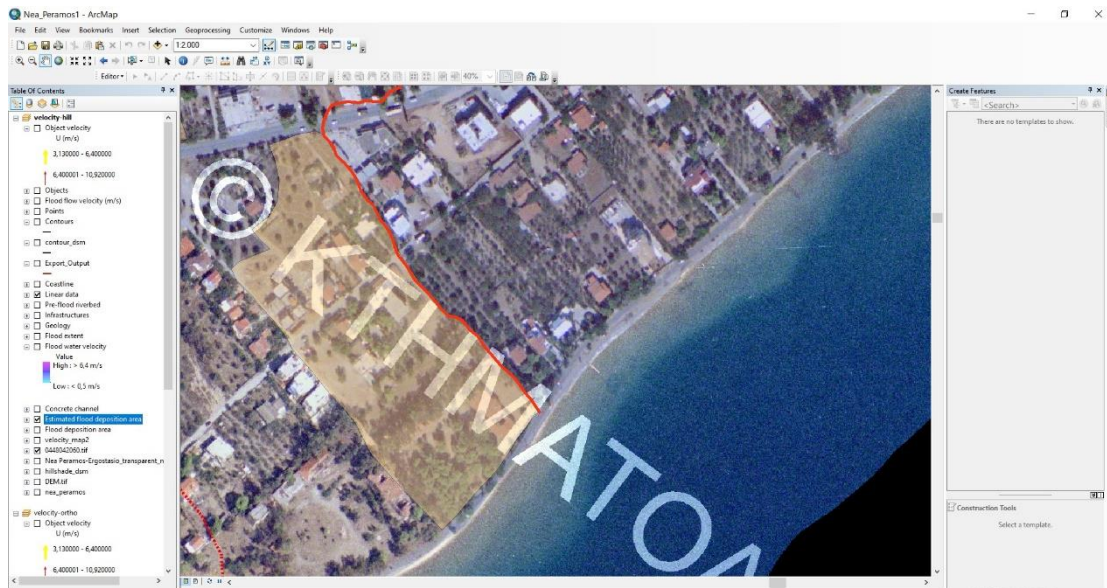 Nea_Peramos1 - ArcMap
File Edit View Bookmarks Insert Selection Geoprocessing Customize Windows Help
1:2.000
Editor
40%
Table Of Contents
velocity-hill
Object velocity
U (m/s)
3,130000 - 6,400000
6,400001 - 10,920000
Objects
Flood flow velocity (m/s)
Points
Contours
contour_dsm
Export_Output
Coastline
Linear data
Pre-flood riverbed
Infrastructures
Geology
Flood extent
Flood water velocity
Value
High : > 6,4 m/s
Low : < 0,5 m/s
Concrete channel
Estimated flood deposition area
Flood deposition area
velocity_map2
0448042060.tif
Nea Peramos-Ergostasio_transparent_n
hillshade_dsm
DEM.tif
nea_peramos
velocity-ortho
Object velocity
U (m/s)
3,130000 - 6,400000
6,400001 - 10,920000
© ΚΤΗΜΑΤΟΛ
Create Features
<Search>
There are no templates to show.
Construction Tools
Select a template.